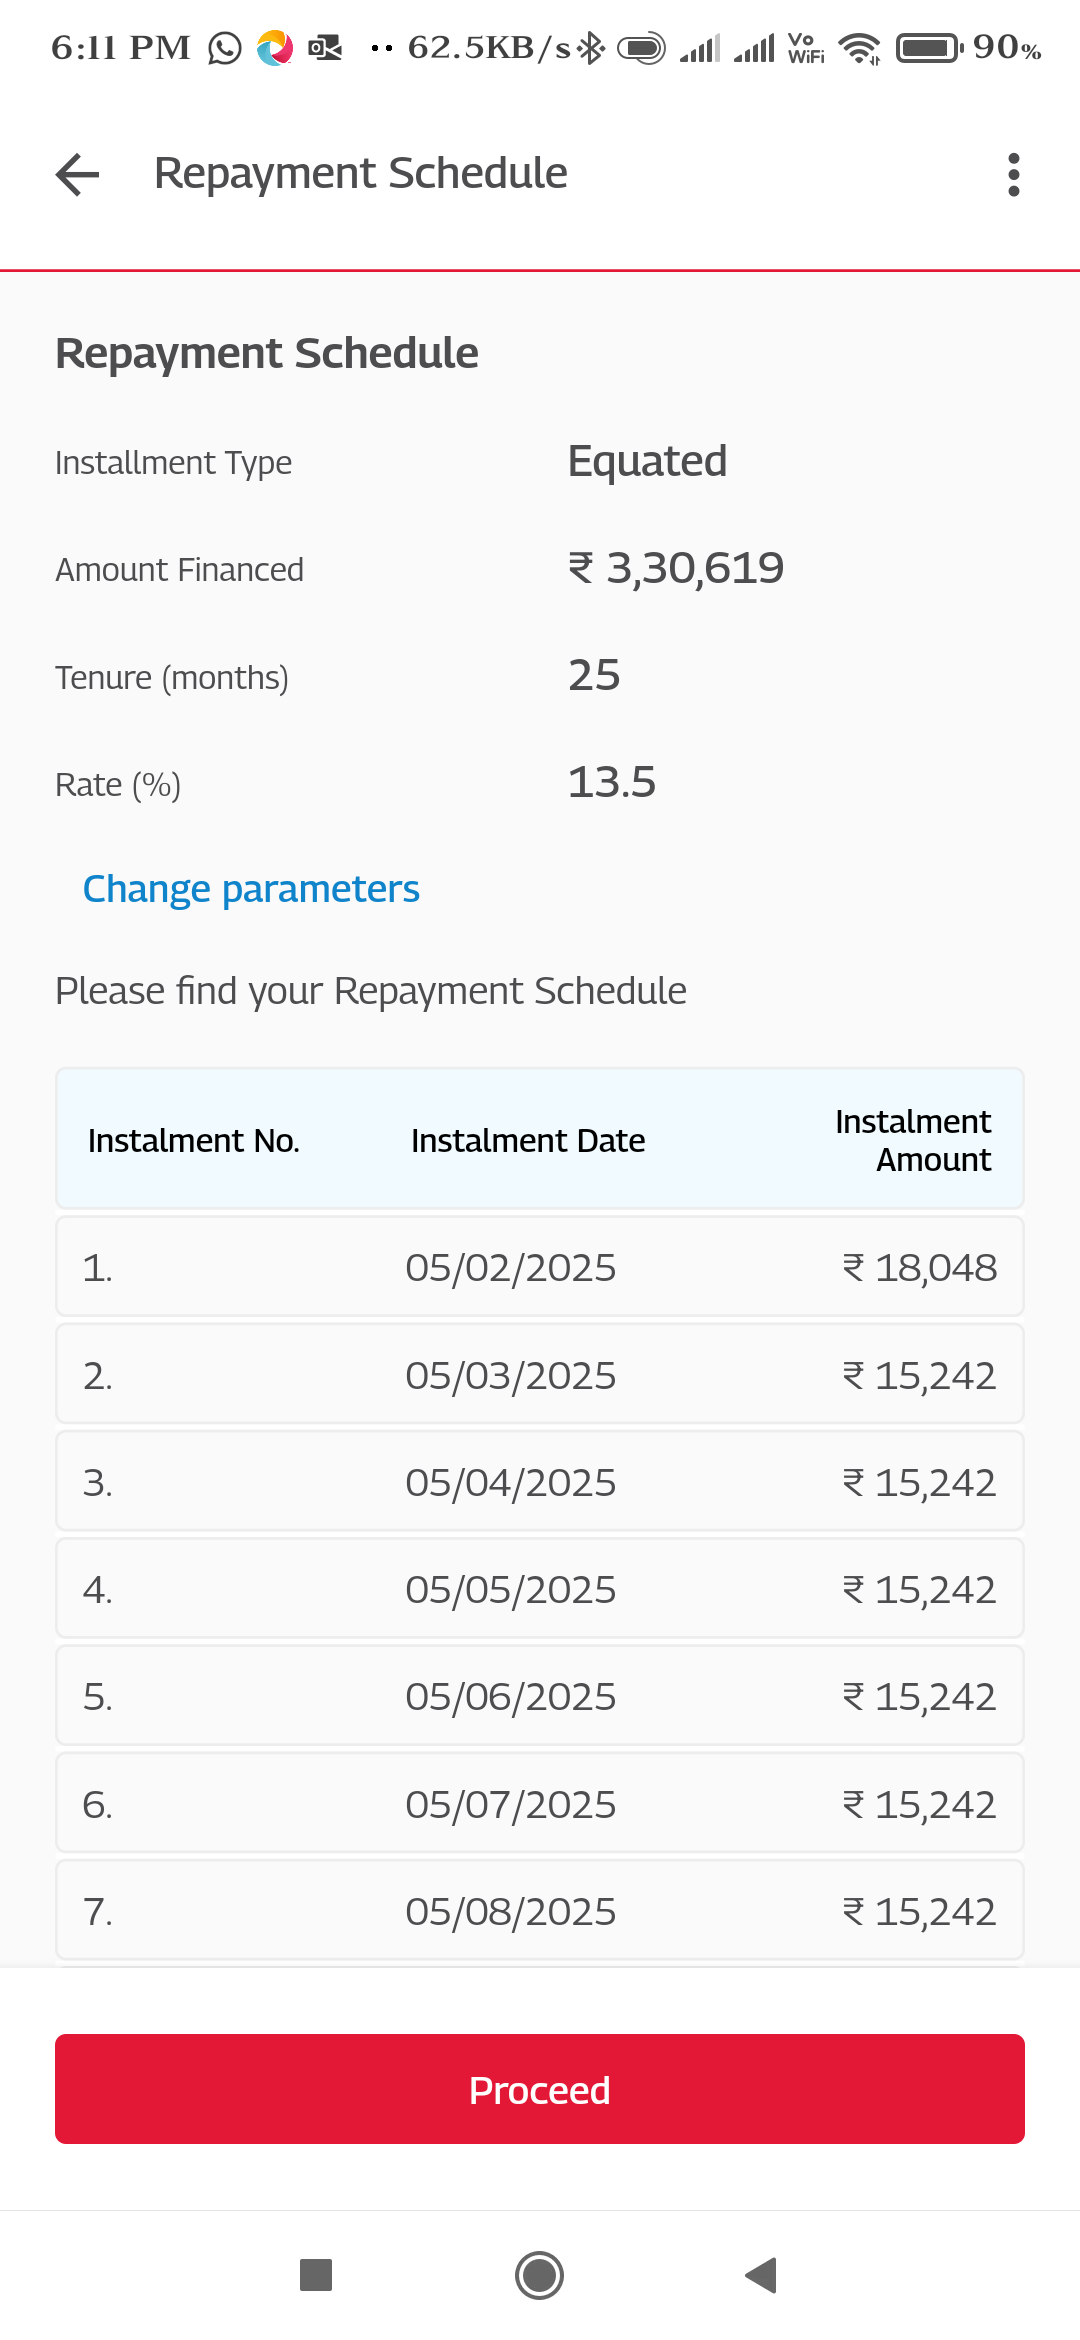 6:11 PM 62.5KB/s Vo WiFi 90%
Repayment Schedule
Repayment Schedule
Installment Type Equated
Amount Financed ₹ 3,30,619
Tenure (months) 25
Rate (%) 13.5
Change parameters
Please find your Repayment Schedule
Instalment No. Instalment Date Instalment Amount
1. 05/02/2025 ₹ 18,048
2. 05/03/2025 ₹ 15,242
3. 05/04/2025 ₹ 15,242
4. 05/05/2025 ₹ 15,242
5. 05/06/2025 ₹ 15,242
6. 05/07/2025 ₹ 15,242
7. 05/08/2025 ₹ 15,242
Proceed